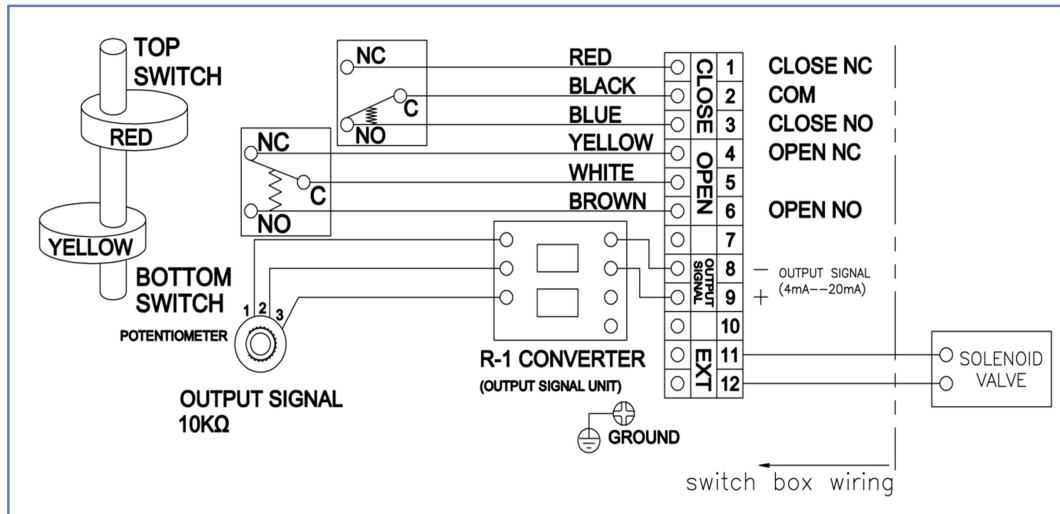 TOP
SWITCH
RED
YELLOW
BOTTOM
SWITCH
NC
C
NO
NC
C
NO
RED
BLACK
BLUE
YELLOW
WHITE
BROWN
CLOSE
OPEN
OUTPUT
SIGNAL
EXT
1
2
3
4
5
6
7
8
9
10
11
12
CLOSE NC
COM
CLOSE NO
OPEN NC
OPEN NO
− OUTPUT SIGNAL
+ (4mA--20mA)
1 2 3
POTENTIOMETER
OUTPUT SIGNAL
10KΩ
R-1 CONVERTER
(OUTPUT SIGNAL UNIT)
GROUND
SOLENOID
VALVE
switch box wiring